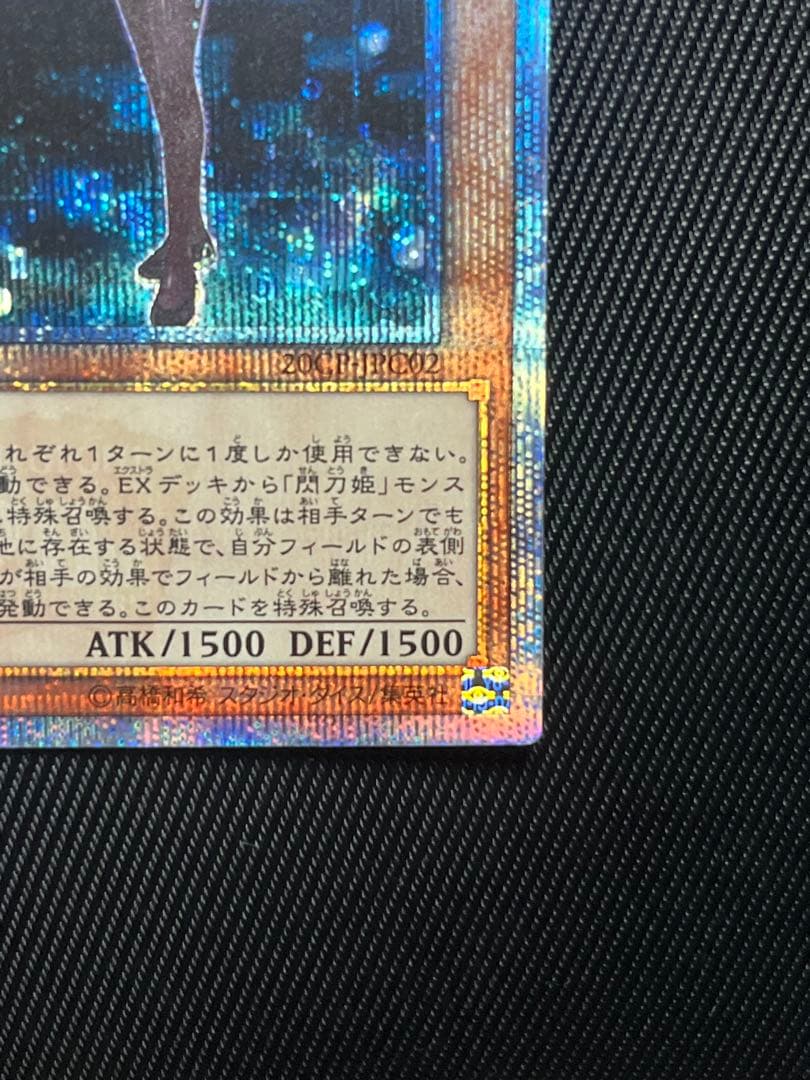 20CP-JPC02
れぞれ1ターンに1度しか使用できない。
動できる。EXデッキから「閃刀姫」モンス
特殊召喚する。この効果は相手ターンでも
地に存在する状態で、自分フィールドの表側
が相手の効果でフィールドから離れた場合、
発動できる。このカードを特殊召喚する。
ATK/1500 DEF/1500
©高橋和希 スタジオ・ダイス/集英社